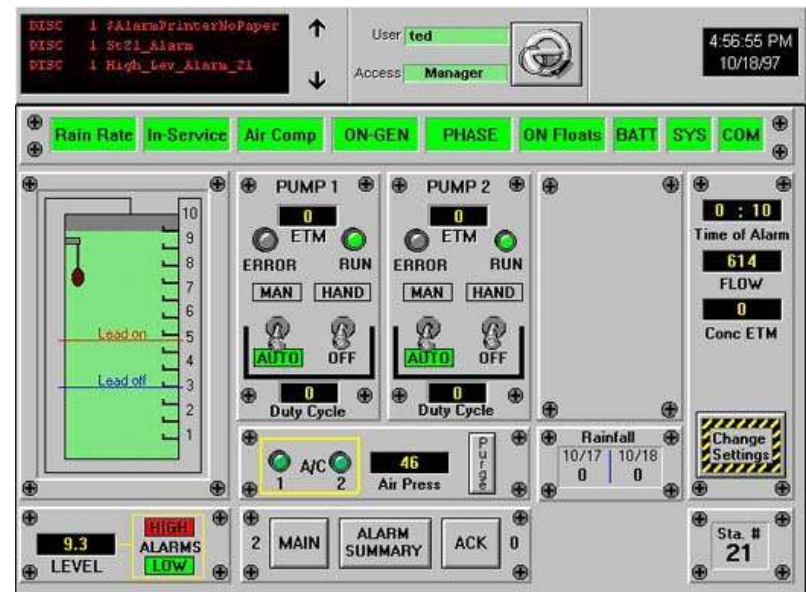 DISC 1 #AlarmPrinterNoPaper
DISC 1 St21_Alarm
DISC 1 High_Lev_Alarm_21
User ted
Access Manager
4:56:55 PM
10/18/97
Rain Rate In-Service Air Comp ON-GEN PHASE ON Floats BATT SYS COM
10
9
8
7
6
Lead on 5
4
Lead off 3
2
1
PUMP 1
0
ETM
ERROR RUN
MAN HAND
AUTO OFF
0
Duty Cycle
PUMP 2
0
ETM
ERROR RUN
MAN HAND
AUTO OFF
0
Duty Cycle
0 : 10
Time of Alarm
614
FLOW
0
Conc ETM
Change
Settings
A/C
1 2
46
Air Press
Purge
Rainfall
10/17 10/18
0 0
9.3
LEVEL
HIGH
ALARMS
LOW
2 MAIN ALARM SUMMARY ACK 0
Sta. #
21